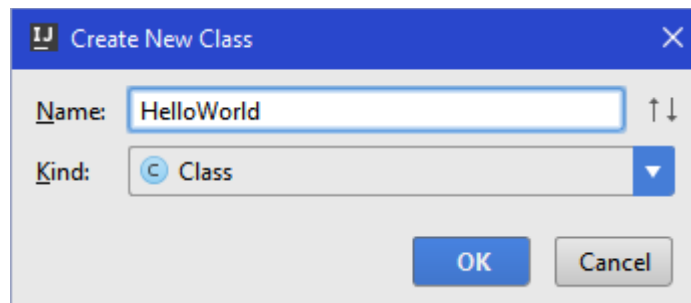 IJ Create New Class
Name: HelloWorld
Kind: C Class
OK Cancel